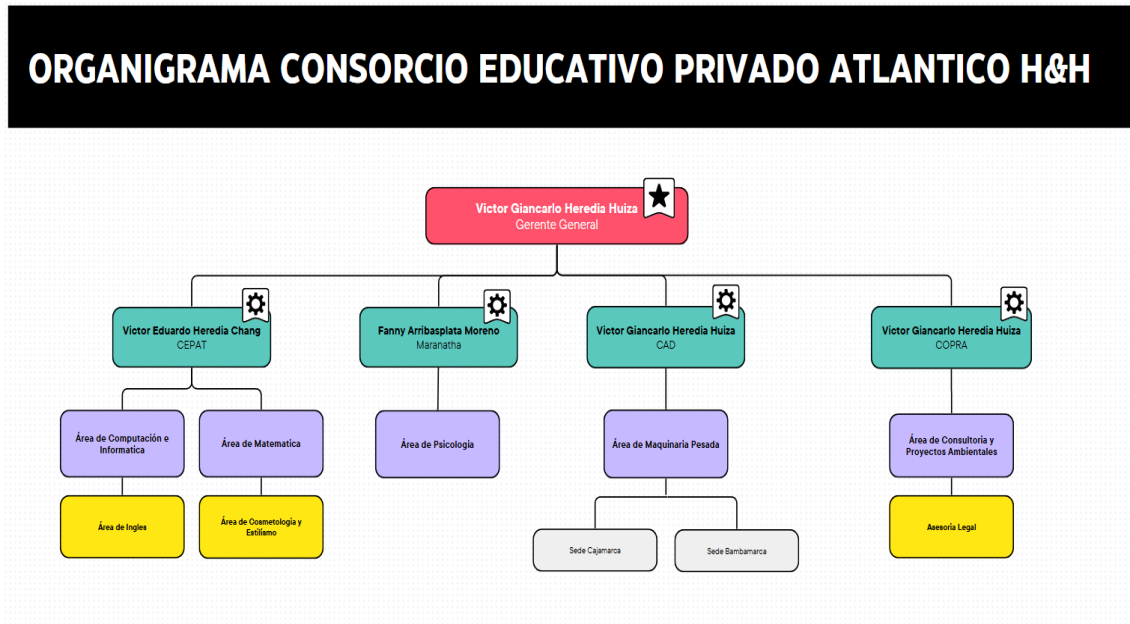 ORGANIGRAMA CONSORCIO EDUCATIVO PRIVADO ATLANTICO H&H
Victor Giancarlo Heredia Huiza
Gerente General
Victor Eduardo Heredia Chang
CEPAT
Fanny Arribasplata Moreno
Maranatha
Victor Giancarlo Heredia Huiza
CAD
Victor Giancarlo Heredia Huiza
COPRA
Área de Computación e
Informatica
Área de Matematica
Área de Psicología
Área de Maquinaria Pesada
Área de Consultoria y
Proyectos Ambientales
Área de Ingles
Área de Cosmetología y
Estilismo
Sede Cajamarca
Sede Bambamarca
Asesoria Legal